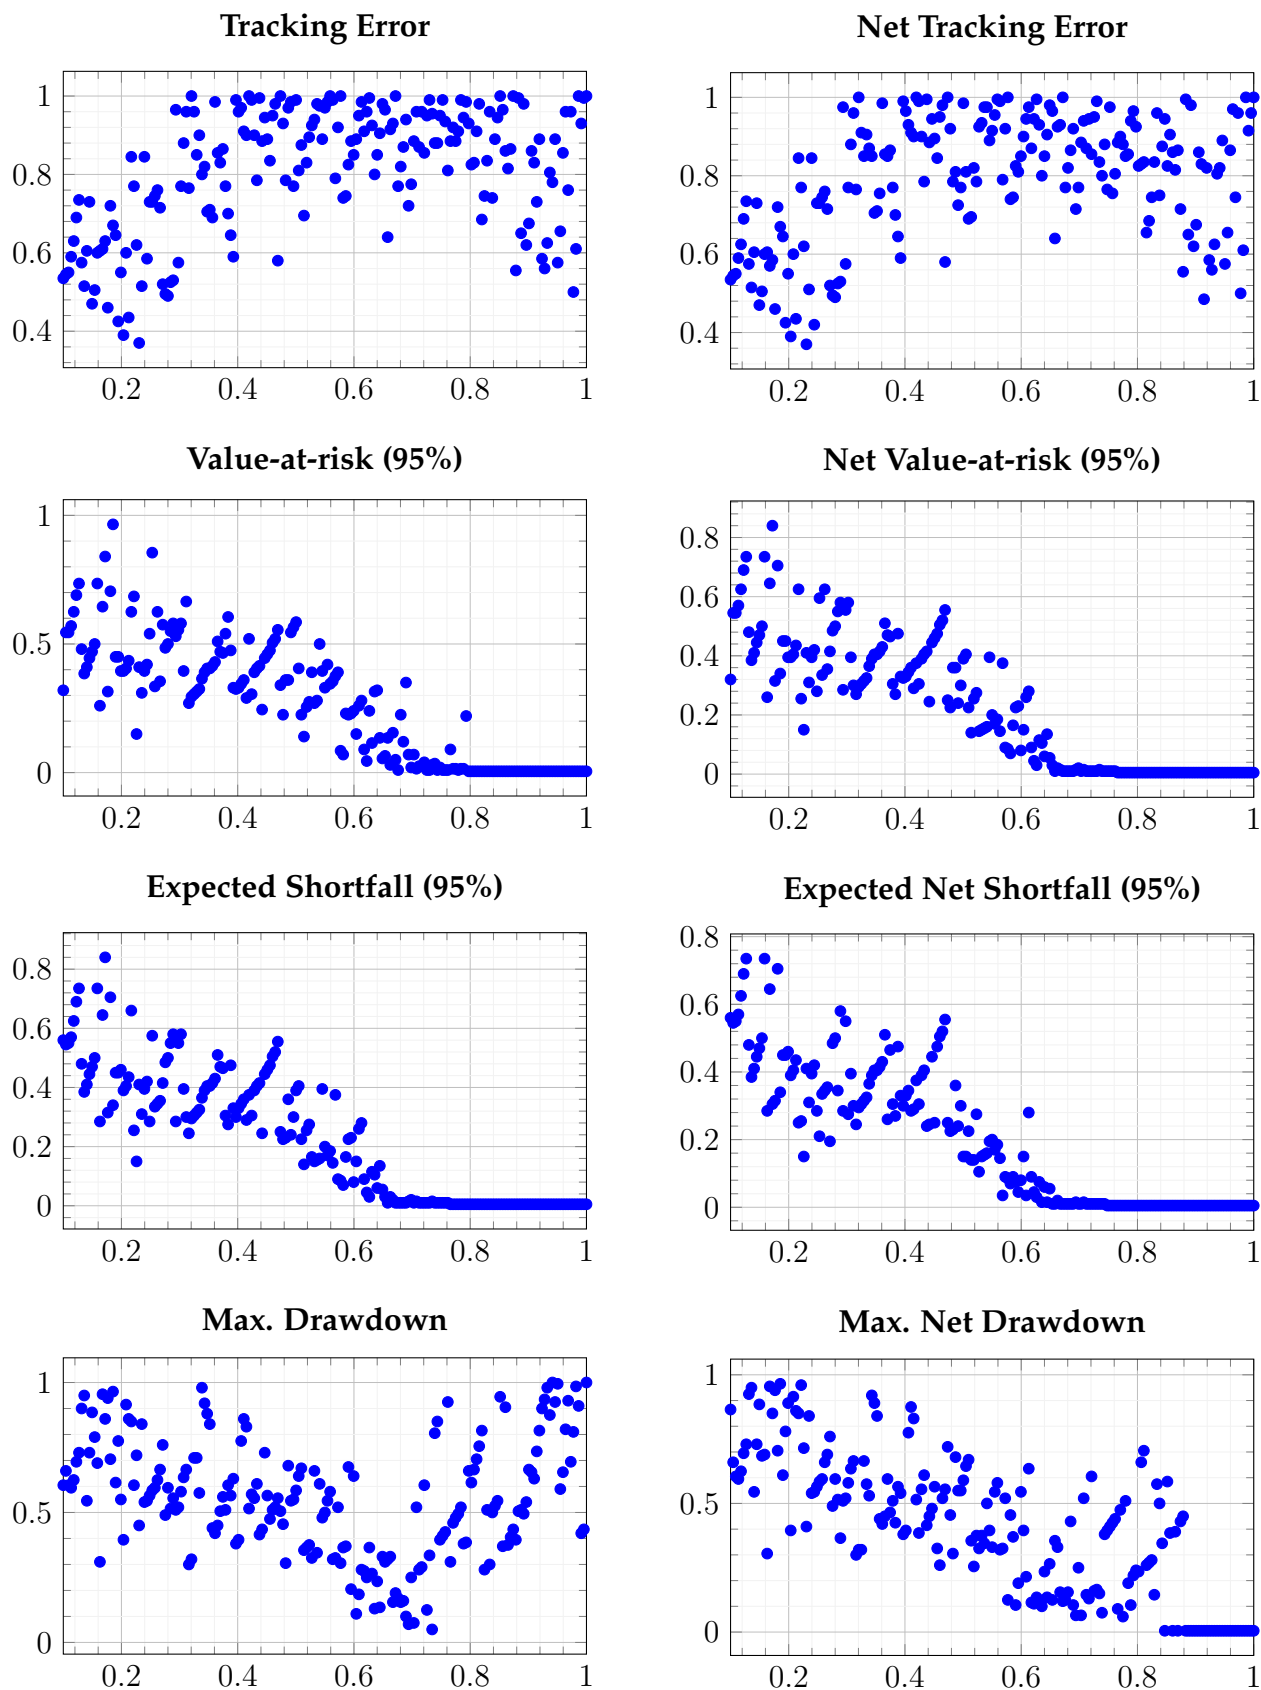 Tracking Error
1
0.8
0.6
0.4
0.2 0.4 0.6 0.8 1
Net Tracking Error
1
0.8
0.6
0.4
0.2 0.4 0.6 0.8 1
Value-at-risk (95%)
1
0.5
0
0.2 0.4 0.6 0.8 1
Net Value-at-risk (95%)
0.8
0.6
0.4
0.2
0
0.2 0.4 0.6 0.8 1
Expected Shortfall (95%)
0.8
0.6
0.4
0.2
0
0.2 0.4 0.6 0.8 1
Expected Net Shortfall (95%)
0.8
0.6
0.4
0.2
0
0.2 0.4 0.6 0.8 1
Max. Drawdown
1
0.5
0
0.2 0.4 0.6 0.8 1
Max. Net Drawdown
1
0.5
0
0.2 0.4 0.6 0.8 1